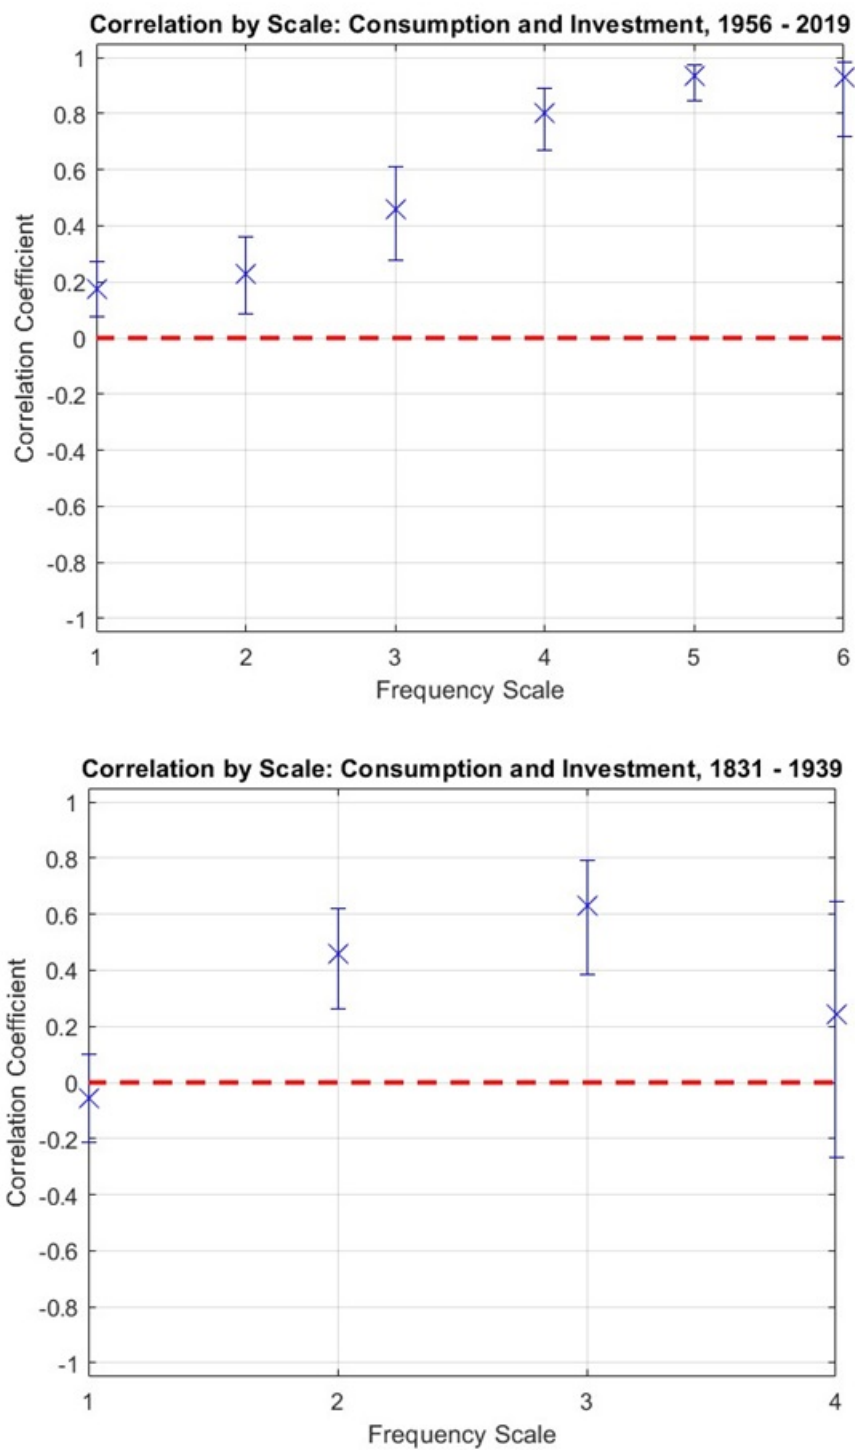 Correlation by Scale: Consumption and Investment, 1956 - 2019
1
0.8
0.6
0.4
0.2
0
-0.2
-0.4
-0.6
-0.8
-1
Correlation Coefficient
1 2 3 4 5 6
Frequency Scale
Correlation by Scale: Consumption and Investment, 1831 - 1939
1
0.8
0.6
0.4
0.2
0
-0.2
-0.4
-0.6
-0.8
-1
Correlation Coefficient
1 2 3 4
Frequency Scale